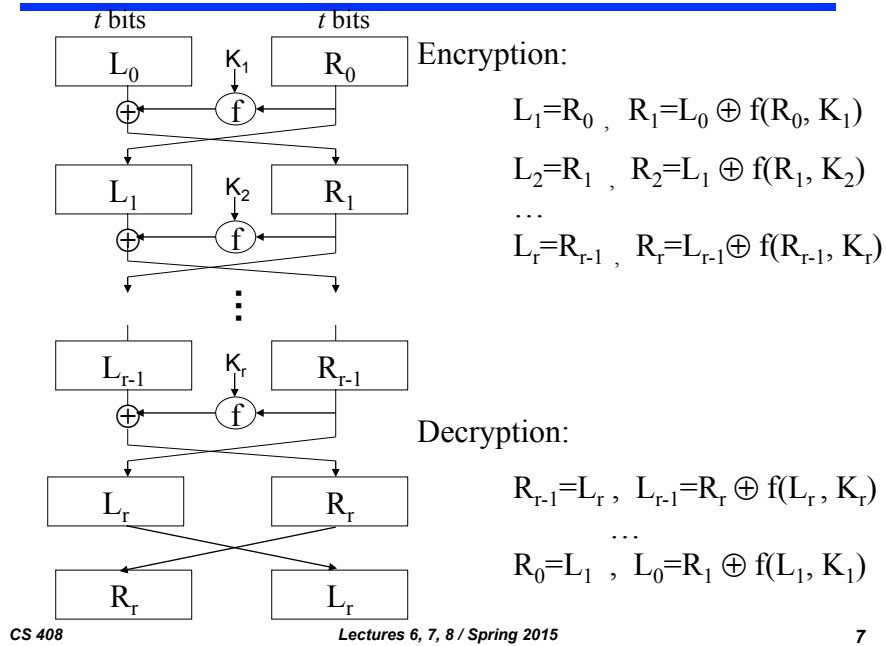 t bits t bits
L₀ K₁ R₀
f
L₁ K₂ R₁
f
⋮
Lᵣ₋₁ Kᵣ Rᵣ₋₁
f
Lᵣ Rᵣ
Rᵣ Lᵣ
Encryption:
L₁=R₀ , R₁=L₀ ⊕ f(R₀, K₁)
L₂=R₁ , R₂=L₁ ⊕ f(R₁, K₂)
…
Lᵣ=Rᵣ₋₁ , Rᵣ=Lᵣ₋₁⊕ f(Rᵣ₋₁, Kᵣ)
Decryption:
Rᵣ₋₁=Lᵣ , Lᵣ₋₁=Rᵣ ⊕ f(Lᵣ , Kᵣ)
…
R₀=L₁ , L₀=R₁ ⊕ f(L₁, K₁)
CS 408 Lectures 6, 7, 8 / Spring 2015 7